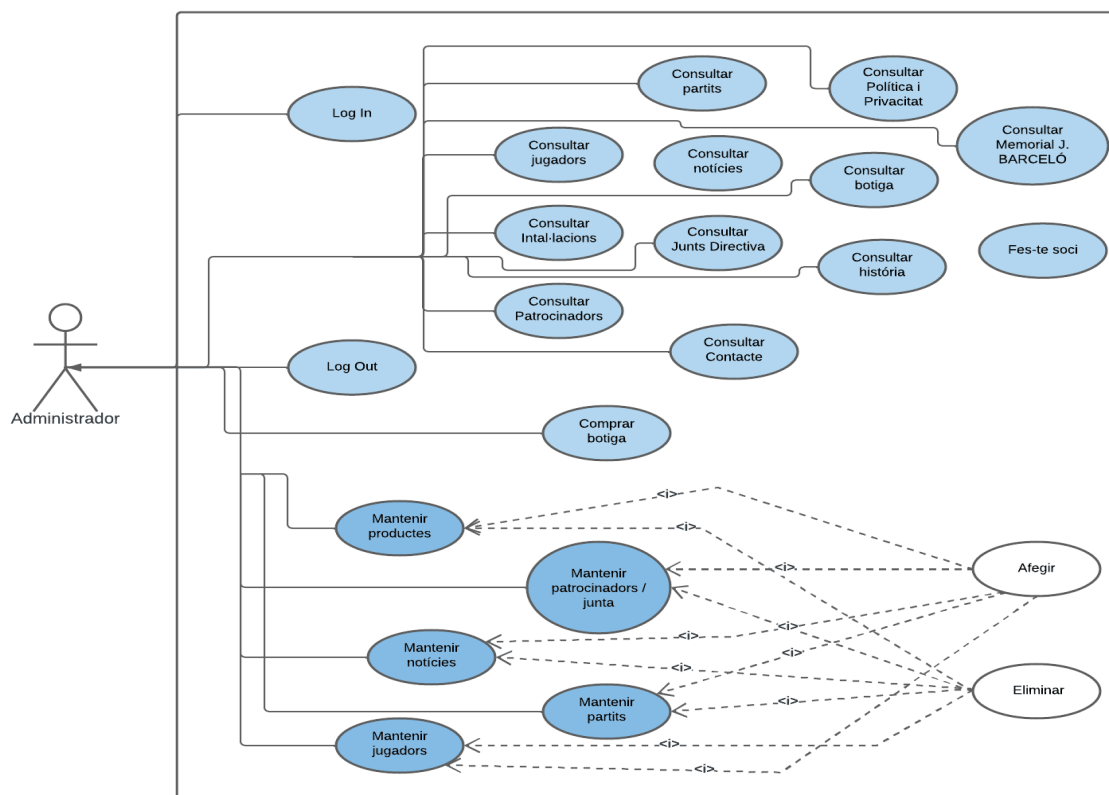 Consultar
partits
Consultar
Política i
Privacitat
Log In
Consultar
Memorial J.
BARCELÓ
Consultar
jugadors
Consultar
notícies
Consultar
botiga
Consultar
Intal·lacions
Consultar
Junts Directiva
Fes-te soci
Consultar
história
Consultar
Patrocinadors
Consultar
Contacte
Log Out
Administrador
Comprar
botiga
<i>
Mantenir
productes
<i>
<i>
Afegir
Mantenir
patrocinadors /
junta
<i>
<i>
Mantenir
notícies
<i>
<i>
Eliminar
Mantenir
partits
<i>
Mantenir
jugadors
<i>
<i>